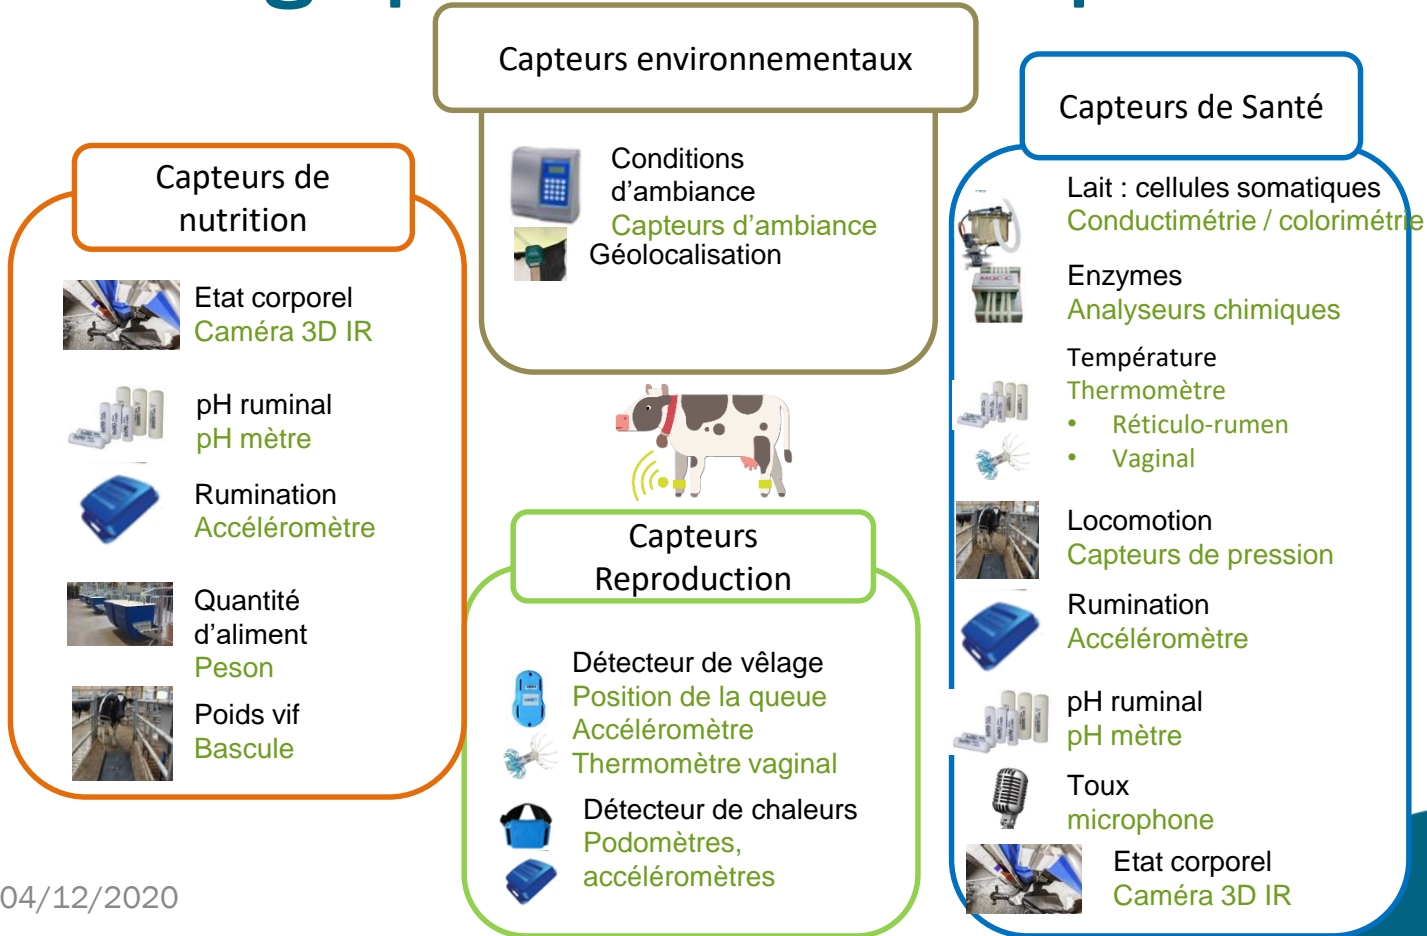 Capteurs environnementaux
Conditions
d'ambiance
Capteurs d'ambiance
Géolocalisation
Capteurs de
nutrition
Etat corporel
Caméra 3D IR
pH ruminal
pH mètre
Rumination
Accéléromètre
Quantité
d'aliment
Peson
Poids vif
Bascule
Capteurs
Reproduction
Détecteur de vêlage
Position de la queue
Accéléromètre
Thermomètre vaginal
Détecteur de chaleurs
Podomètres,
accéléromètres
Capteurs de Santé
Lait : cellules somatiques
Conductimétrie / colorimétrie
MQC-C
Enzymes
Analyseurs chimiques
Température
Thermomètre
• Réticulo-rumen
• Vaginal
Locomotion
Capteurs de pression
Rumination
Accéléromètre
pH ruminal
pH mètre
Toux
microphone
Etat corporel
Caméra 3D IR
04/12/2020